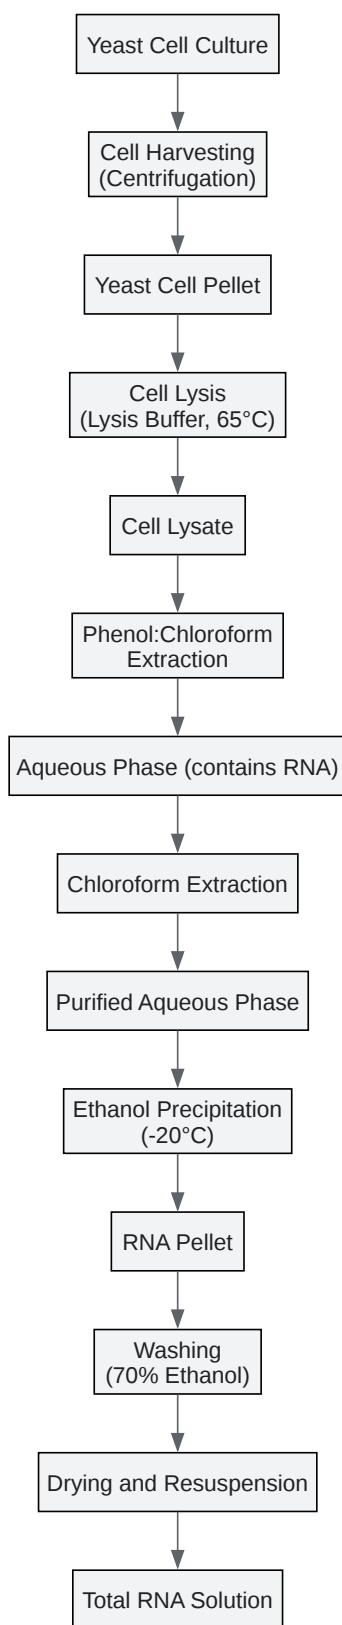 Yeast Cell Culture
Cell Harvesting
(Centrifugation)
Yeast Cell Pellet
Cell Lysis
(Lysis Buffer, 65°C)
Cell Lysate
Phenol:Chloroform
Extraction
Aqueous Phase (contains RNA)
Chloroform Extraction
Purified Aqueous Phase
Ethanol Precipitation
(-20°C)
RNA Pellet
Washing
(70% Ethanol)
Drying and Resuspension
Total RNA Solution